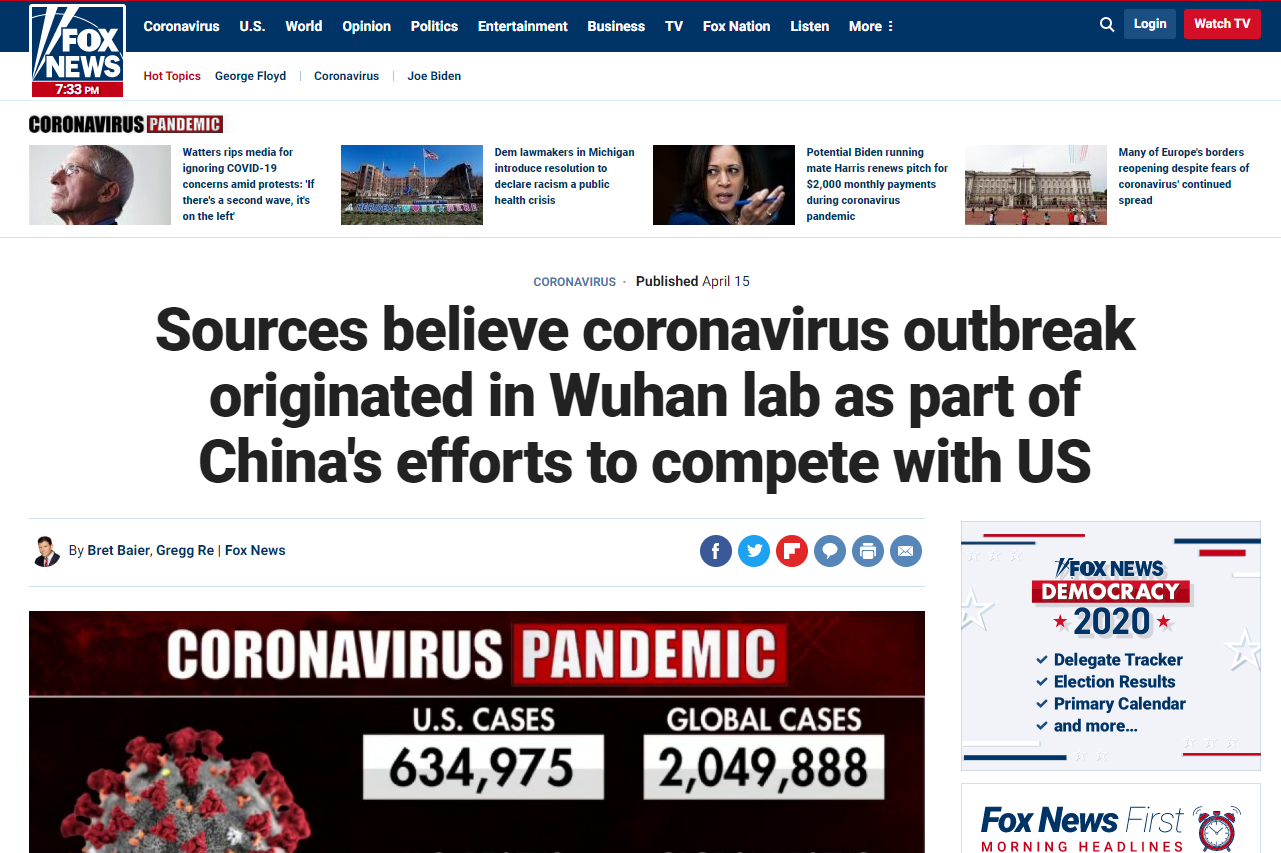 Coronavirus U.S. World Opinion Politics Entertainment Business TV Fox Nation Listen More Login Watch TV
FOX
NEWS
7:33 PM
Hot Topics George Floyd Coronavirus Joe Biden
CORONAVIRUS PANDEMIC
Watters rips media for
ignoring COVID-19
concerns amid protests: 'If
there's a second wave, it's
on the left'
HEROES WORK HERE
Dem lawmakers in Michigan
introduce resolution to
declare racism a public
health crisis
Potential Biden running
mate Harris renews pitch for
$2,000 monthly payments
during coronavirus
pandemic
Many of Europe's borders
reopening despite fears of
coronavirus' continued
spread
CORONAVIRUS · Published April 15
Sources believe coronavirus outbreak
originated in Wuhan lab as part of
China's efforts to compete with US
By Bret Baier, Gregg Re | Fox News
CORONAVIRUS PANDEMIC
U.S. CASES
634,975
GLOBAL CASES
2,049,888
FOX NEWS
DEMOCRACY
2020
Delegate Tracker
Election Results
Primary Calendar
and more...
Fox News First
MORNING HEADLINES